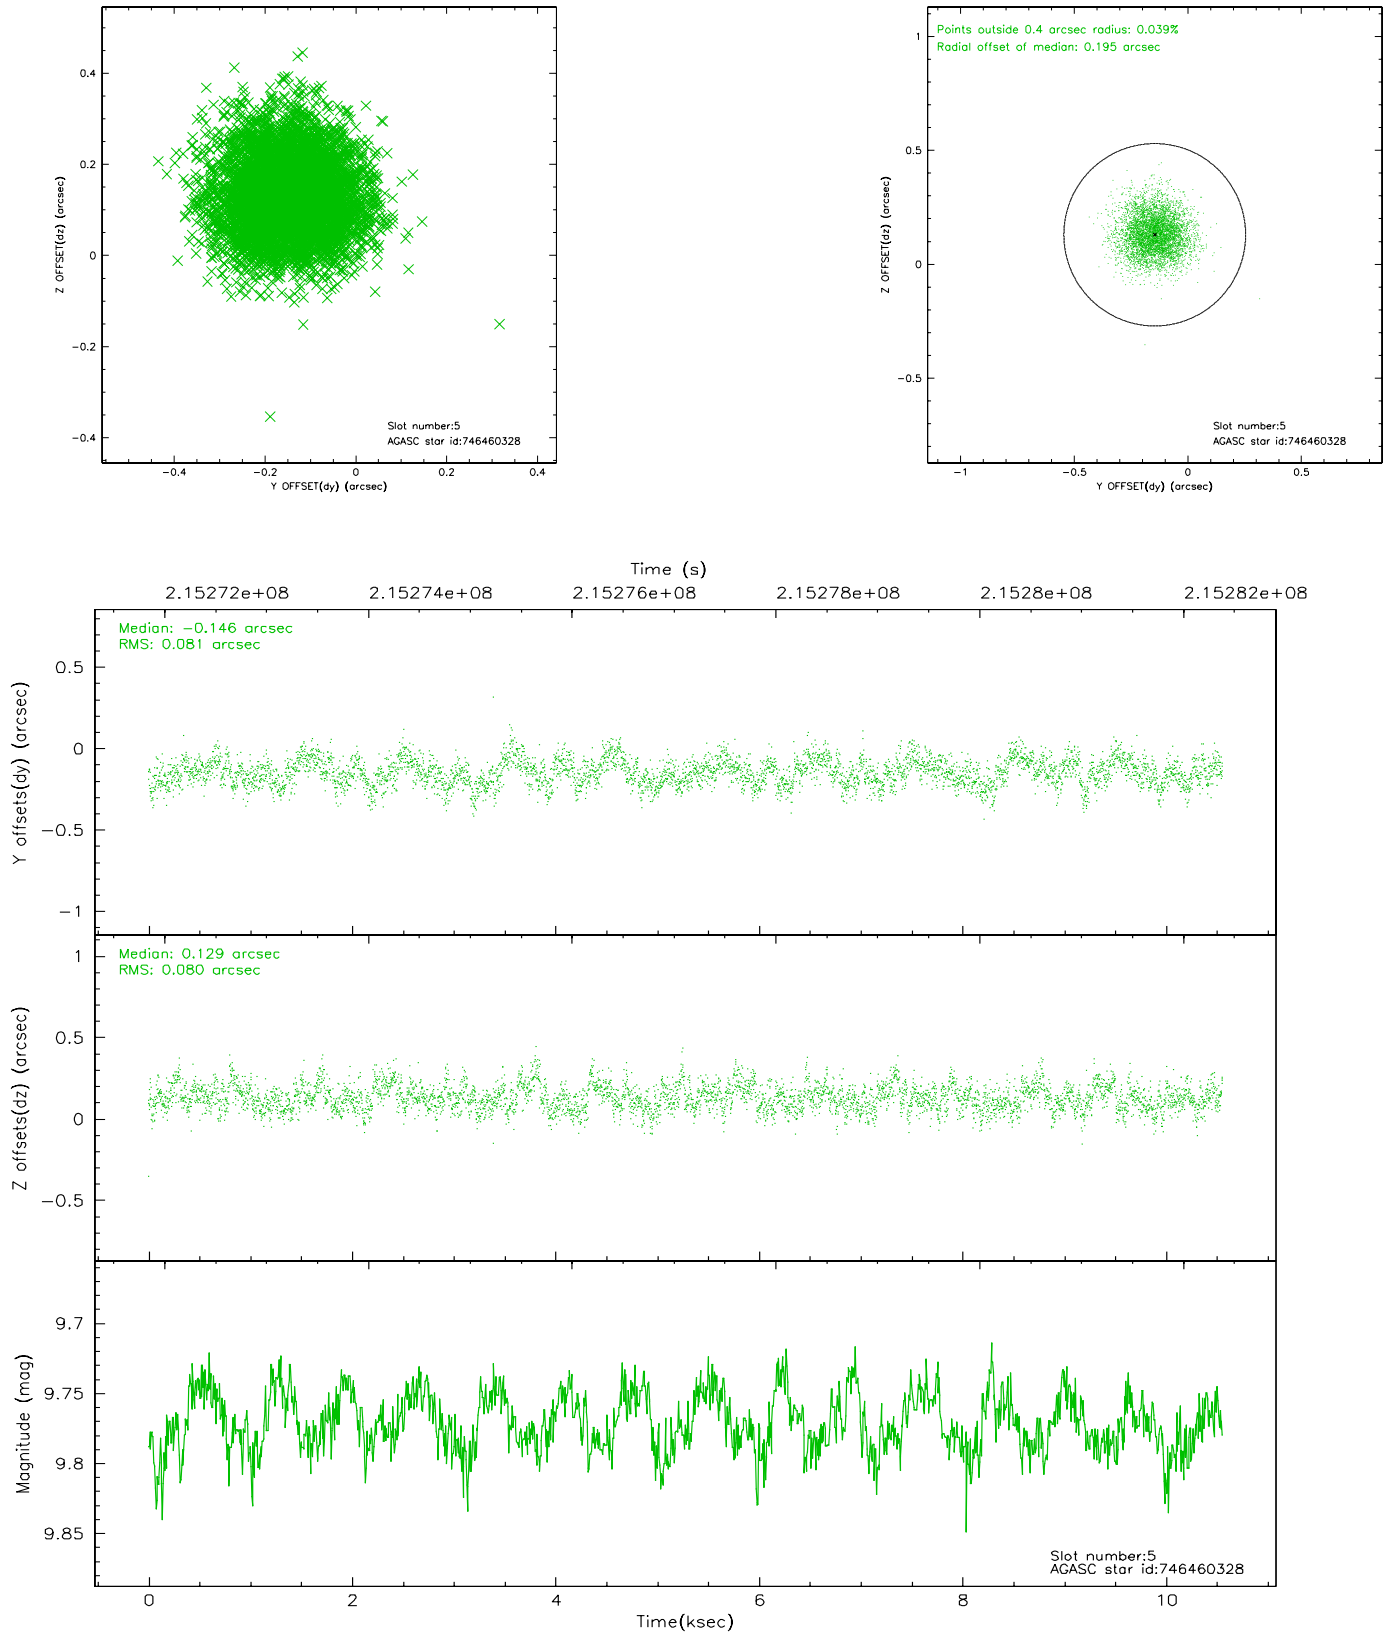 0.4
0.2
0
-0.2
-0.4
Z OFFSET(dz) (arcsec)
Slot number:5
AGASC star id:746460328
-0.4 -0.2 0 0.2 0.4
Y OFFSET(dy) (arcsec)
Points outside 0.4 arcsec radius: 0.039%
Radial offset of median: 0.195 arcsec
1
0.5
0
-0.5
Z OFFSET(dz) (arcsec)
Slot number:5
AGASC star id:746460328
-1 -0.5 0 0.5
Y OFFSET(dy) (arcsec)
Time (s)
2.15272e+08 2.15274e+08 2.15276e+08 2.15278e+08 2.1528e+08 2.15282e+08
Median: -0.146 arcsec
RMS: 0.081 arcsec
0.5
0
-0.5
-1
Y offsets(dy) (arcsec)
Median: 0.129 arcsec
RMS: 0.080 arcsec
1
0.5
0
-0.5
Z offsets(dz) (arcsec)
9.7
9.75
9.8
9.85
Magnitude (mag)
Slot number:5
AGASC star id:746460328
0 2 4 6 8 10
Time(ksec)